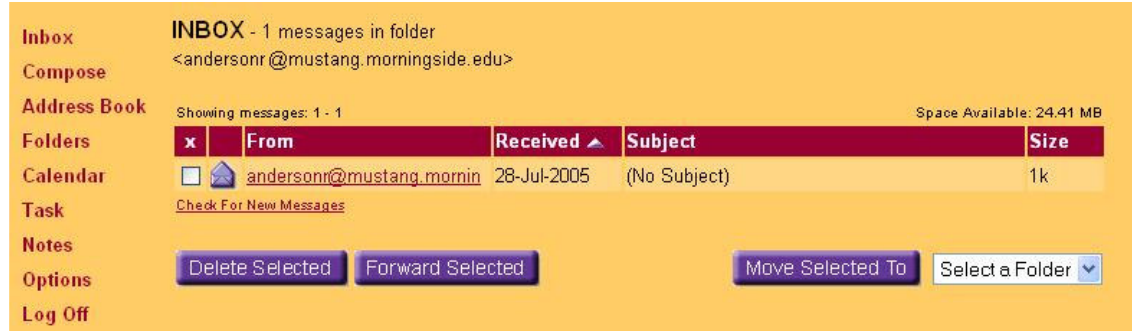 Inbox
Compose
Address Book
Folders
Calendar
Task
Notes
Options
Log Off
INBOX - 1 messages in folder
<andersonr@mustang.morningside.edu>
Showing messages: 1 - 1 Space Available: 24.41 MB
x From Received Subject Size
andersonr@mustang.mornin 28-Jul-2005 (No Subject) 1k
Check For New Messages
Delete Selected Forward Selected Move Selected To Select a Folder